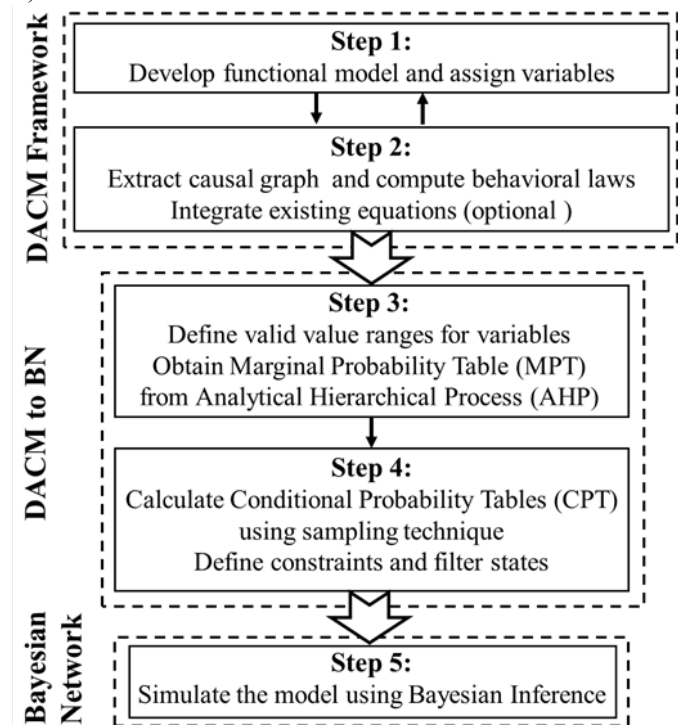 DACM Framework
Step 1:
Develop functional model and assign variables
Step 2:
Extract causal graph and compute behavioral laws
Integrate existing equations (optional )
DACM to BN
Step 3:
Define valid value ranges for variables
Obtain Marginal Probability Table (MPT)
from Analytical Hierarchical Process (AHP)
Step 4:
Calculate Conditional Probability Tables (CPT)
using sampling technique
Define constraints and filter states
Bayesian
Network
Step 5:
Simulate the model using Bayesian Inference